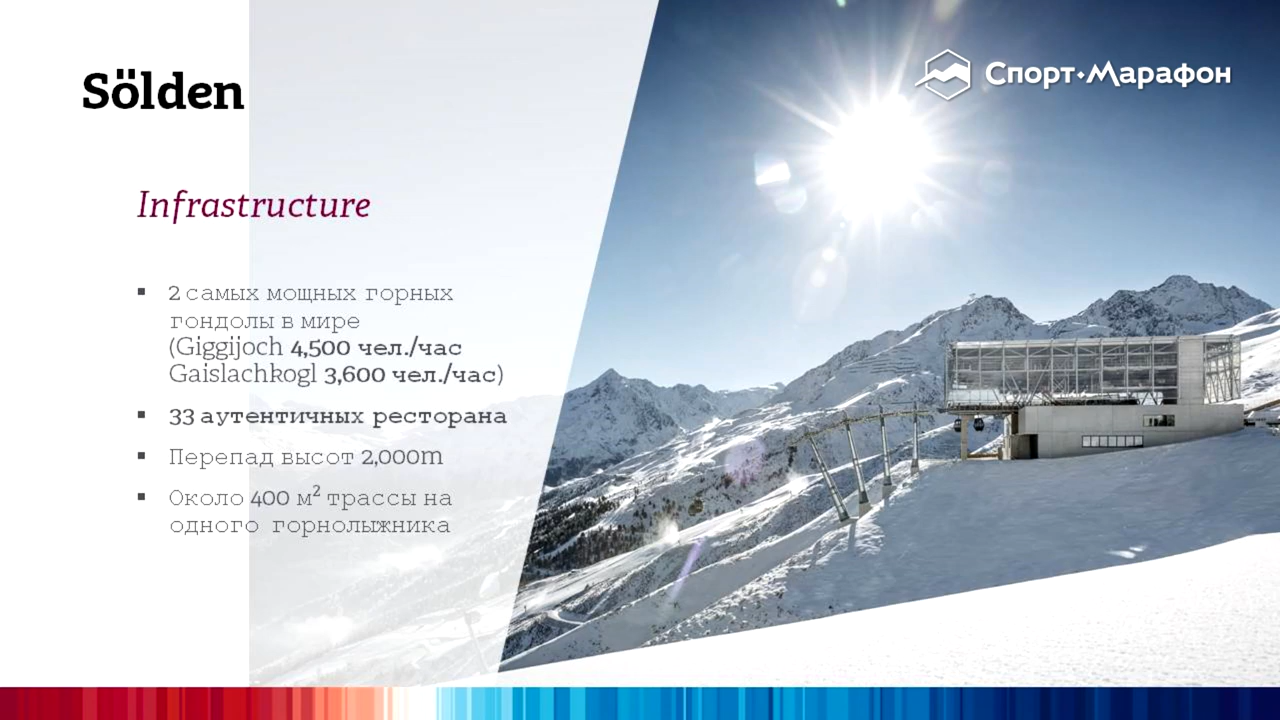 Sölden
Спорт·Марафон
Infrastructure
▪ 2 самых мощных горных
гондолы в мире
(Giggijoch 4,500 чел./час
Gaislachkogl 3,600 чел./час)
▪ 33 аутентичных ресторана
▪ Перепад высот 2,000m
▪ Около 400 м² трассы на
одного горнолыжника